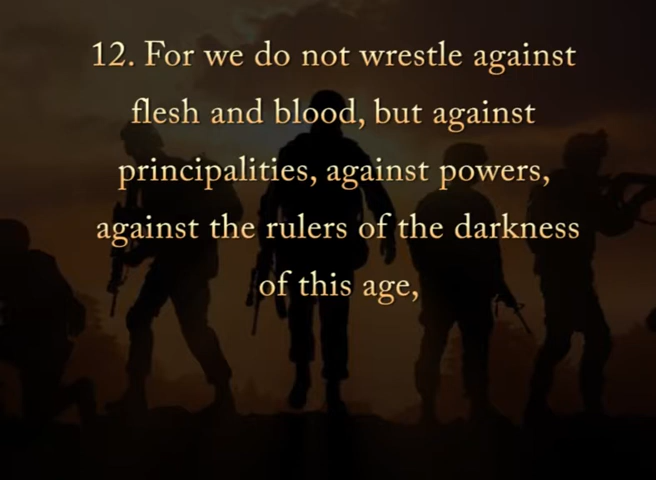 12. For we do not wrestle against
flesh and blood, but against
principalities, against powers,
against the rulers of the darkness
of this age,